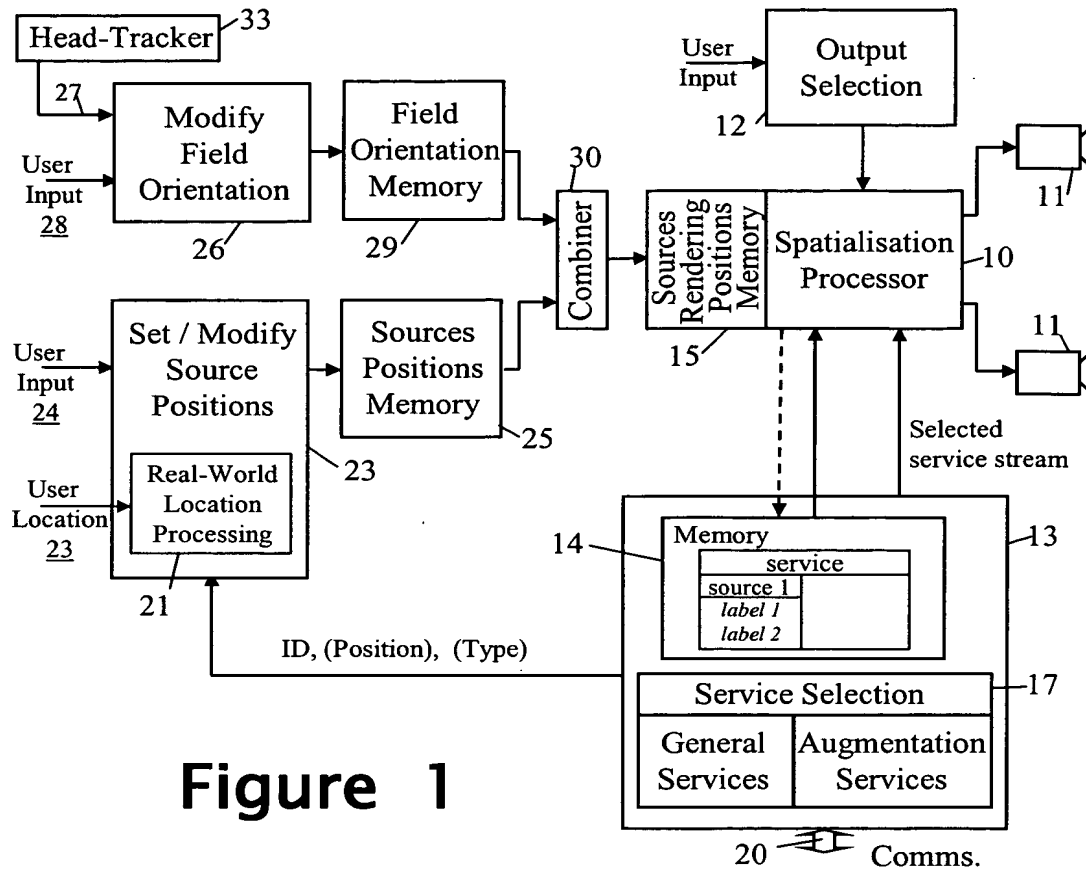 Head-Tracker
33
27
Modify
Field
Orientation
User
Input
28
26
Field
Orientation
Memory
29
30
Combiner
User
Input
Output
Selection
12
Sources
Rendering
Positions
Memory
15
Spatialisation
Processor
10
11
11
User
Input
24
Set / Modify
Source
Positions
Real-World
Location
Processing
User
Location
23
21
23
Sources
Positions
Memory
25
Selected
service stream
13
14
Memory
service
source 1
label 1
label 2
ID, (Position), (Type)
17
Service Selection
General
Services
Augmentation
Services
20
Comms.
Figure 1